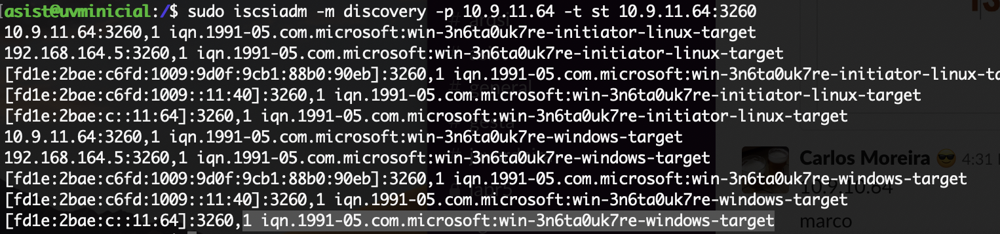 asist@uvminicial:/$ sudo iscsiadm -m discovery -p 10.9.11.64 -t st 10.9.11.64:3260
10.9.11.64:3260,1 iqn.1991-05.com.microsoft:win-3n6ta0uk7re-initiator-linux-target
192.168.164.5:3260,1 iqn.1991-05.com.microsoft:win-3n6ta0uk7re-initiator-linux-target
[fd1e:2bae:c6fd:1009:9d0f:9cb1:88b0:90eb]:3260,1 iqn.1991-05.com.microsoft:win-3n6ta0uk7re-initiator-linux-ta
[fd1e:2bae:c6fd:1009::11:40]:3260,1 iqn.1991-05.com.microsoft:win-3n6ta0uk7re-initiator-linux-target
[fd1e:2bae:c::11:64]:3260,1 iqn.1991-05.com.microsoft:win-3n6ta0uk7re-initiator-linux-target
10.9.11.64:3260,1 iqn.1991-05.com.microsoft:win-3n6ta0uk7re-windows-target
192.168.164.5:3260,1 iqn.1991-05.com.microsoft:win-3n6ta0uk7re-windows-target
[fd1e:2bae:c6fd:1009:9d0f:9cb1:88b0:90eb]:3260,1 iqn.1991-05.com.microsoft:win-3n6ta0uk7re-windows-target
[fd1e:2bae:c6fd:1009::11:40]:3260,1 iqn.1991-05.com.microsoft:win-3n6ta0uk7re-windows-target
[fd1e:2bae:c::11:64]:3260,1 iqn.1991-05.com.microsoft:win-3n6ta0uk7re-windows-target
# general
Carlos Moreira 😎 4:31
10.9.10.64
marco